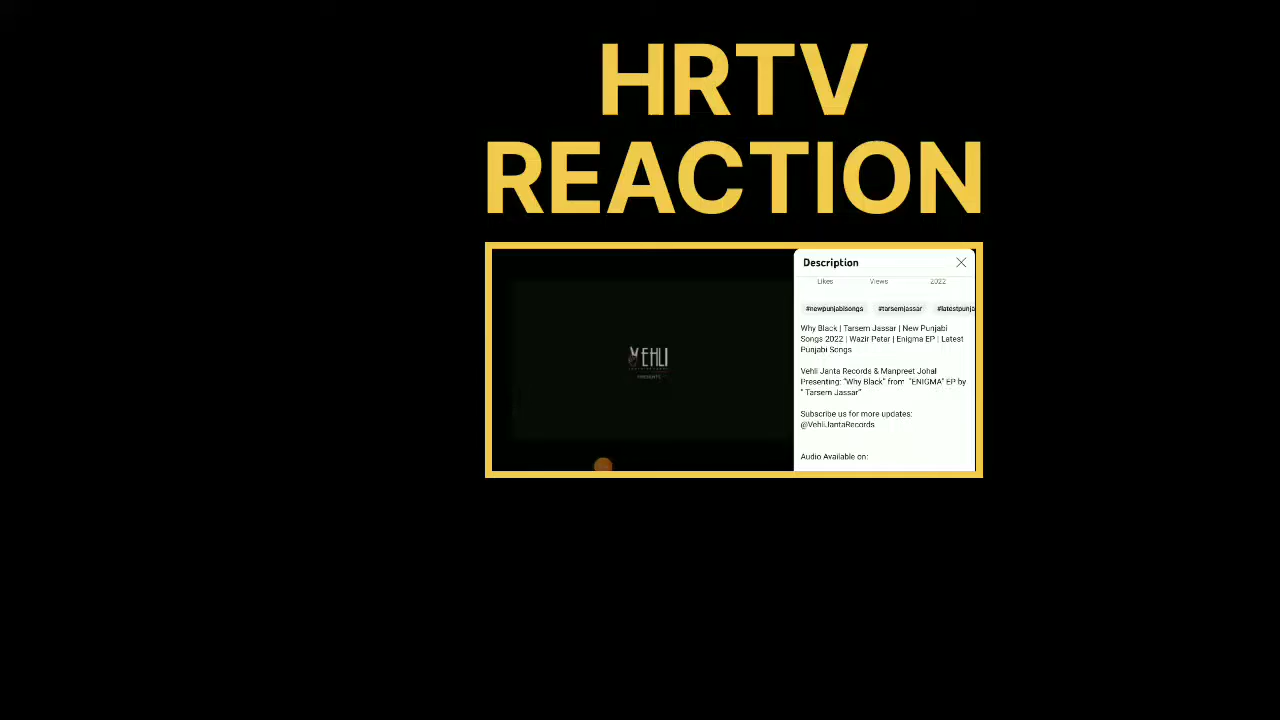 HRTV
REACTION
Description
Likes Views 2022
#newpunjabisongs #tarsemjassar #latestpunja
Why Black | Tarsem Jassar | New Punjabi
Songs 2022 | Wazir Patar | Enigma EP | Latest
Punjabi Songs
Vehli Janta Records & Manpreet Johal
Presenting: "Why Black" from "ENIGMA" EP by
" Tarsem Jassar"
Subscribe us for more updates:
@VehliJantaRecords
Audio Available on:
VEHLI
PRESENTS